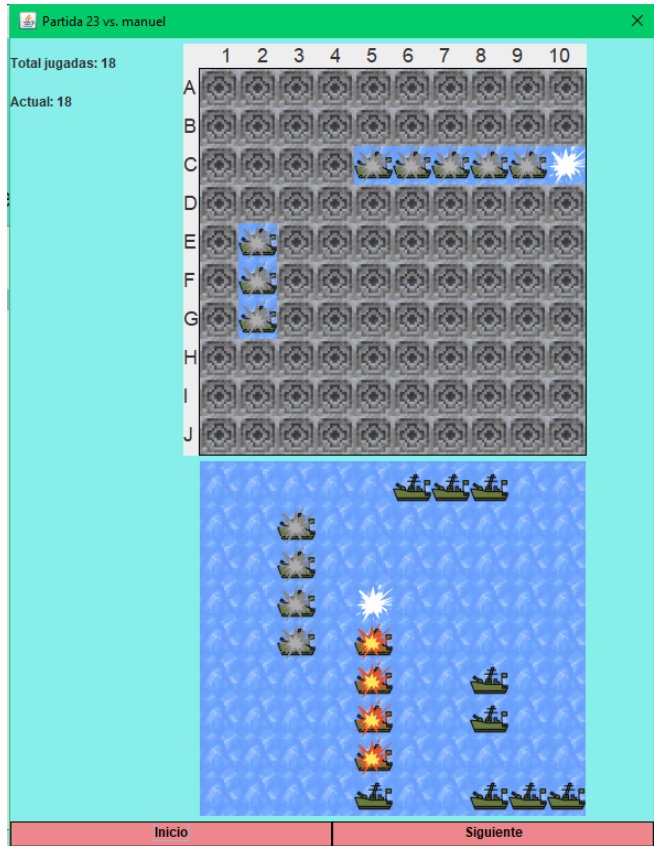 Partida 23 vs. manuel
Total jugadas: 18
Actual: 18
1 2 3 4 5 6 7 8 9 10
A
B
C
D
E
F
G
H
I
J
Inicio
Siguiente